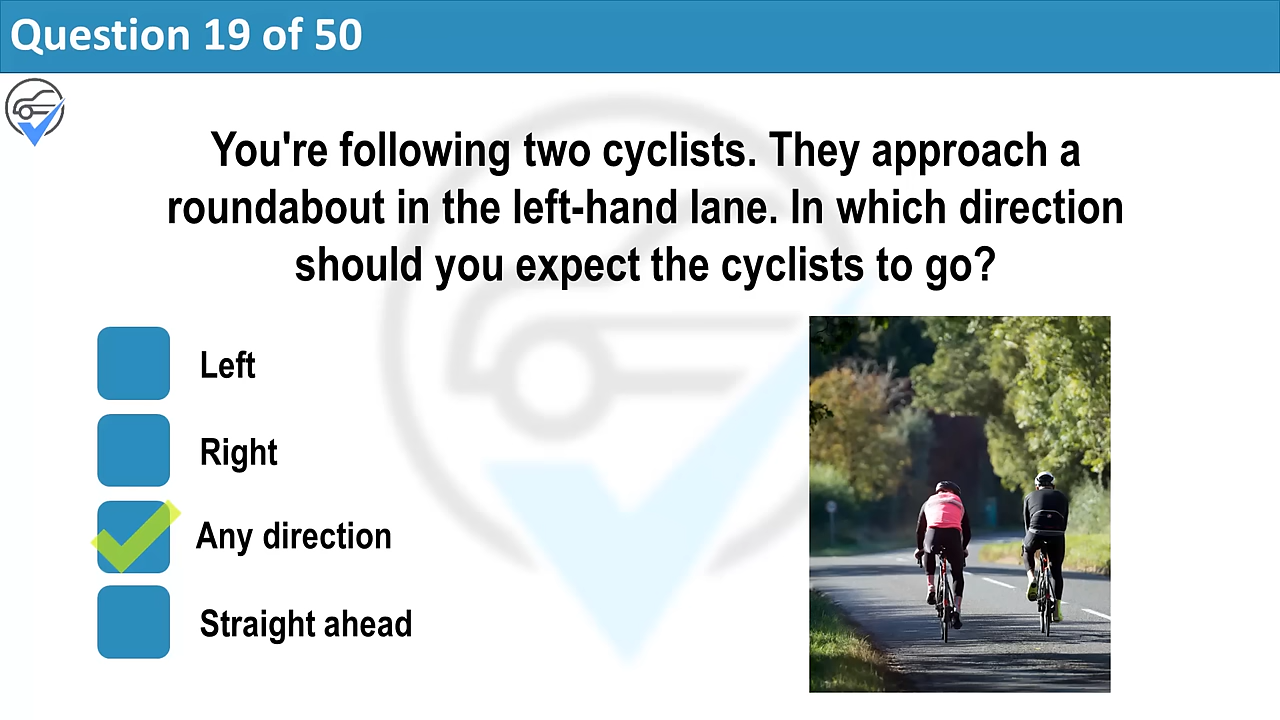 Question 19 of 50
You're following two cyclists. They approach a
roundabout in the left-hand lane. In which direction
should you expect the cyclists to go?
Left
Right
Any direction
Straight ahead